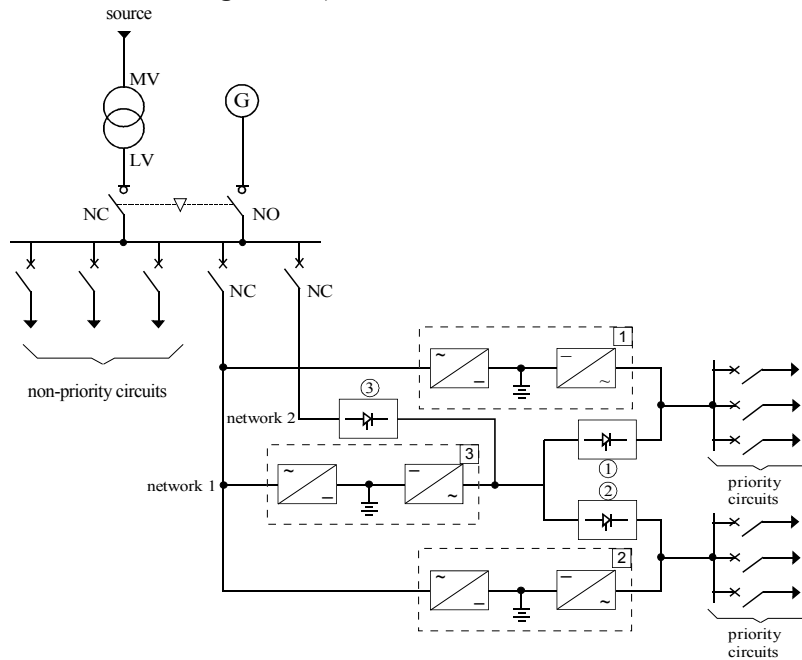 source
MV
G
LV
NC
NO
NC
NC
1
non-priority circuits
3
network 2
3
1
network 1
2
priority
circuits
2
priority
circuits